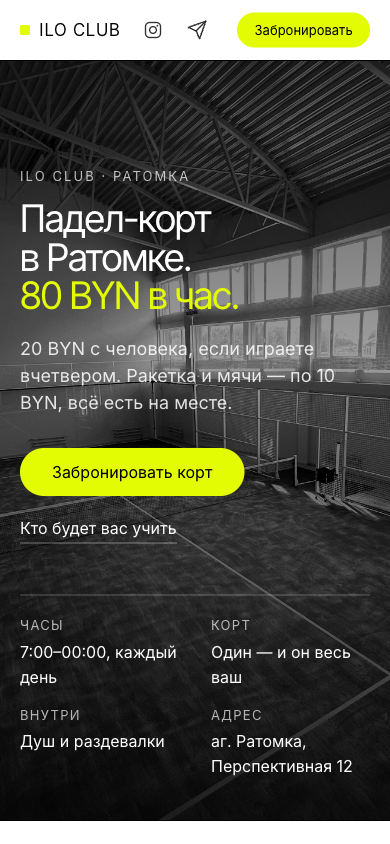 ILO CLUB
Забронировать
ILO CLUB · РАТОМКА
Падел-корт
в Ратомке.
80 BYN в час.
20 BYN с человека, если играете
вчетвером. Ракетка и мячи — по 10
BYN, всё есть на месте.
Забронировать корт
Кто будет вас учить
ЧАСЫ
7:00–00:00, каждый
день
КОРТ
Один — и он весь
ваш
ВНУТРИ
Душ и раздевалки
АДРЕС
аг. Ратомка,
Перспективная 12